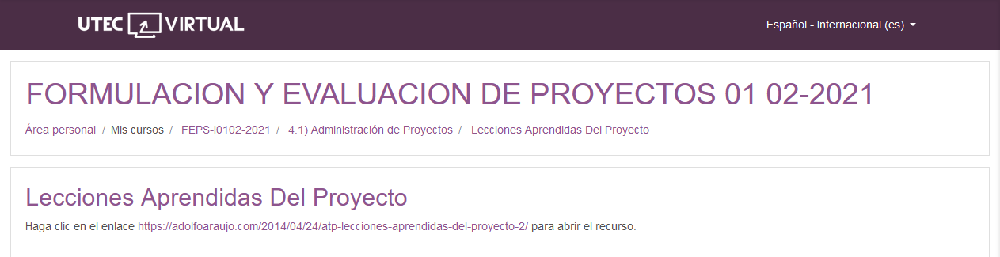 UTEC VIRTUAL
Español - Internacional (es)
FORMULACION Y EVALUACION DE PROYECTOS 01 02-2021
Área personal / Mis cursos / FEPS-I0102-2021 / 4.1) Administración de Proyectos / Lecciones Aprendidas Del Proyecto
Lecciones Aprendidas Del Proyecto
Haga clic en el enlace https://adolfoaraujo.com/2014/04/24/atp-lecciones-aprendidas-del-proyecto-2/ para abrir el recurso.